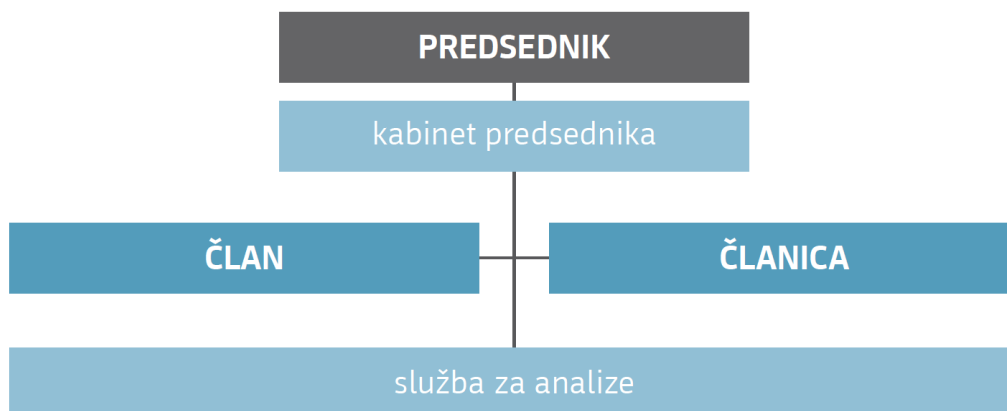 PREDSEDNIK
kabinet predsednika
ČLAN
ČLANICA
služba za analize